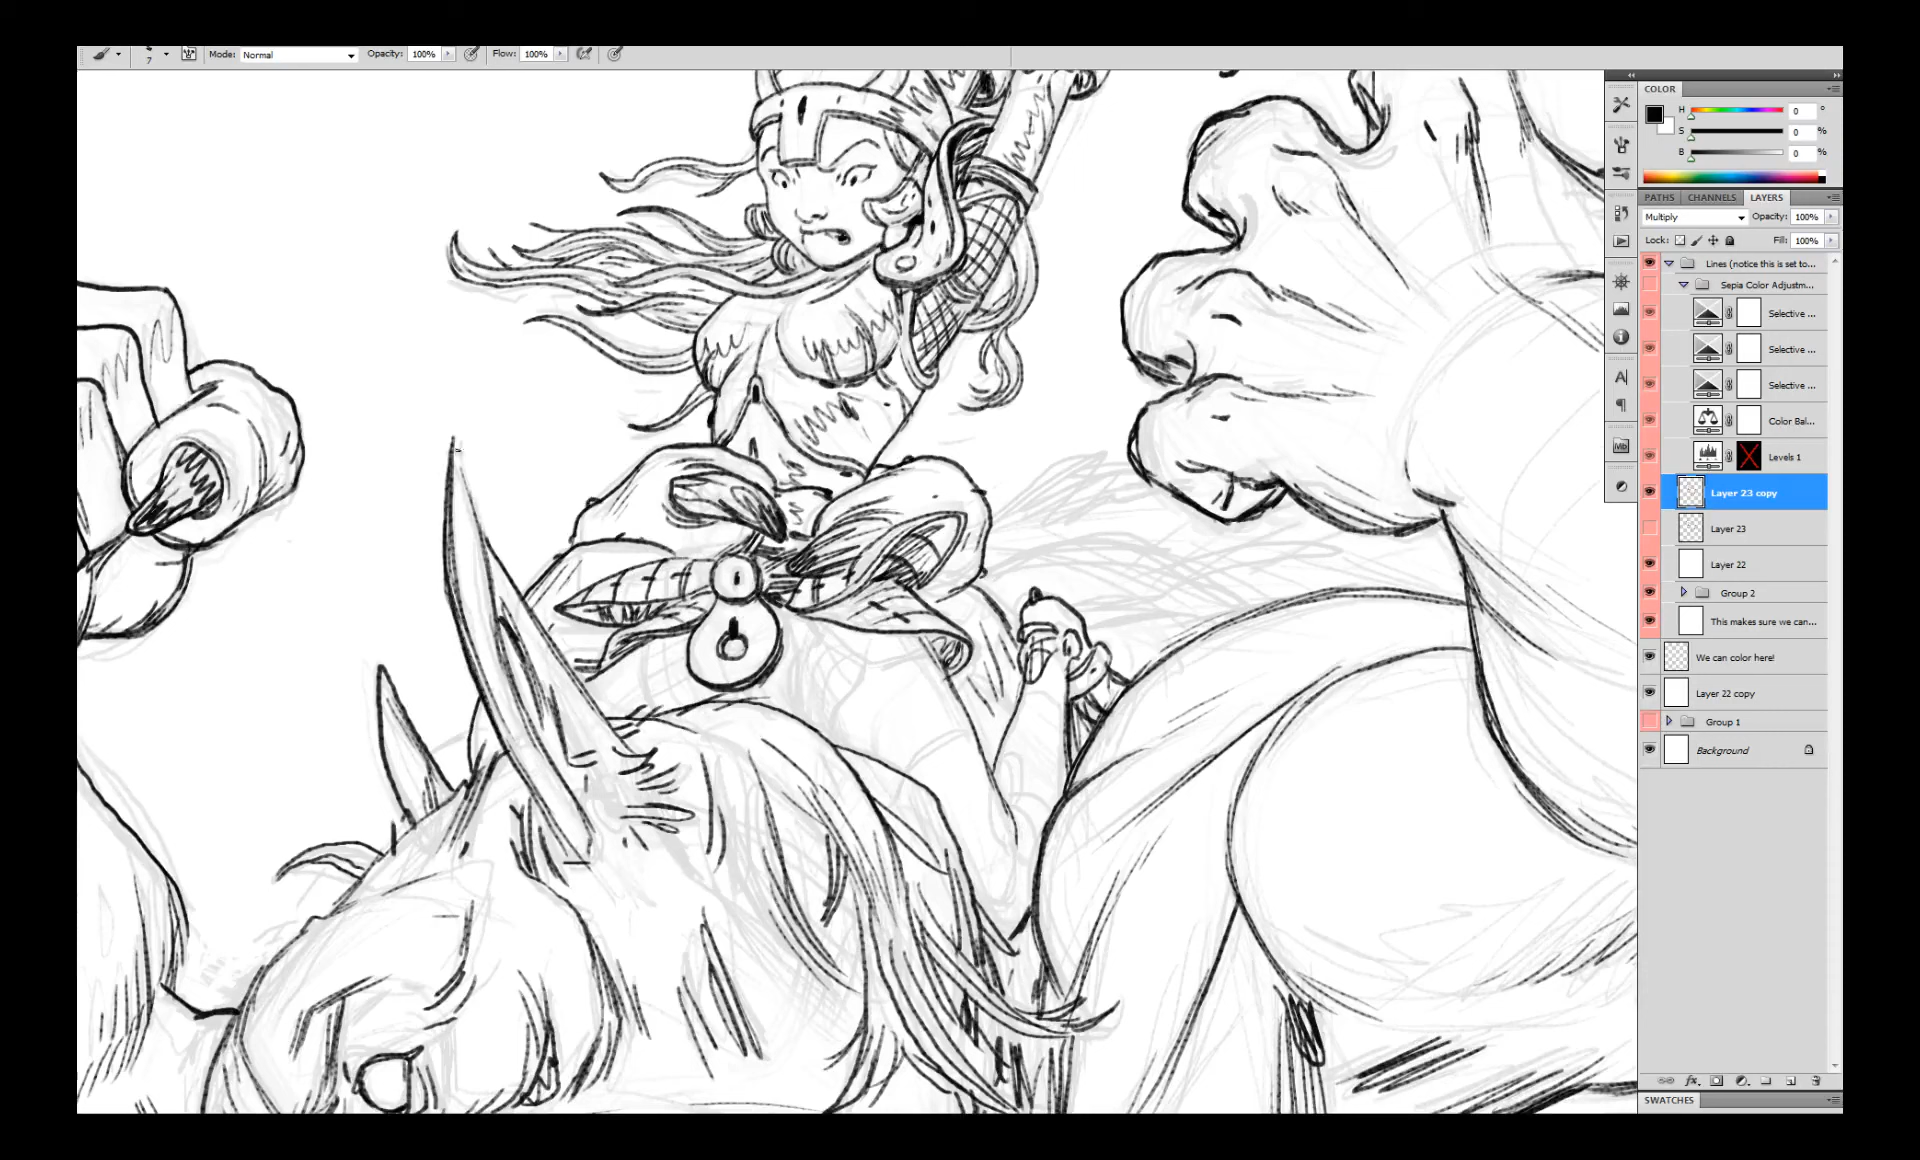 7 Mode: Normal Opacity: 100% Flow: 100%
COLOR
H 0 °
S 0 %
B 0 %
PATHS CHANNELS LAYERS
Multiply Opacity: 100%
Lock: Fill: 100%
Lines (notice this is set to...
Sepia Color Adjustm...
Selective ...
Selective ...
Selective ...
Color Bal...
Levels 1
Layer 23 copy
Layer 23
Layer 22
Group 2
This makes sure we can...
We can color here!
Layer 22 copy
Group 1
Background
SWATCHES